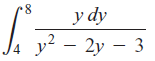 ∫₄⁸ y dy / (y² − 2y − 3)